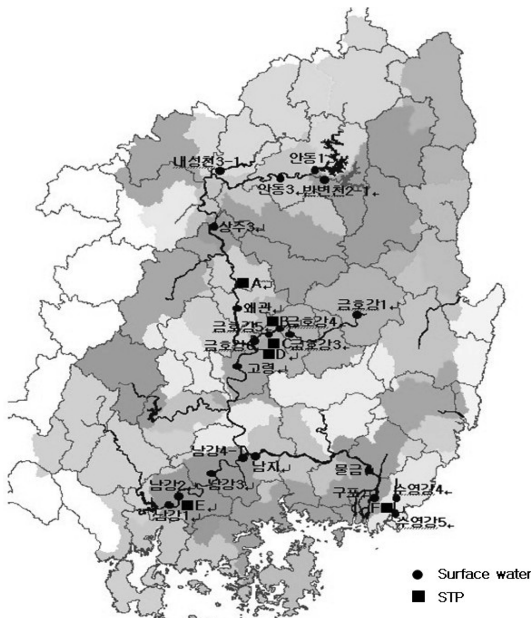 내성천3-1↵
안동1↵
안동3↵
반변천2-1↵
상주3↵
A↵
왜관↵
금호강1↵
B↵
금호강4↵
금호강5↵
금호강6↵
C↵
금호강3↵
D↵
고령↵
남강4-1↵
남지↵
물금↵
남강2↵
남강3↵
구포↵
수영강4↵
남강1↵
E↵
F↵
수영강5↵
Surface water
STP